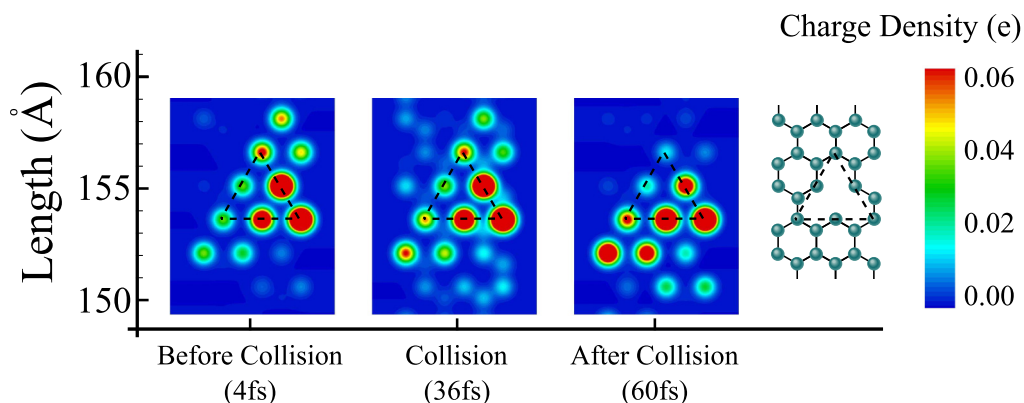 Charge Density (e)
Length (Å)
160
155
150
0.06
0.04
0.02
0.00
Before Collision
(4fs)
Collision
(36fs)
After Collision
(60fs)